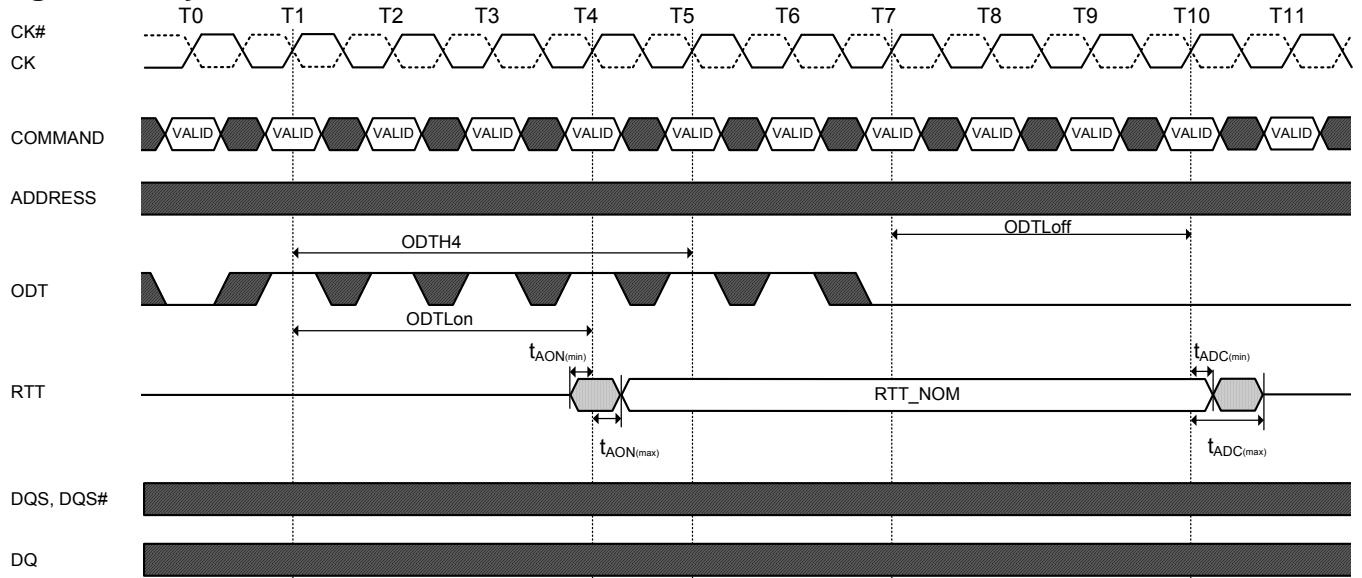 T0 T1 T2 T3 T4 T5 T6 T7 T8 T9 T10 T11
CK#
CK
COMMAND VALID VALID VALID VALID VALID VALID VALID VALID VALID VALID VALID VALID
ADDRESS
ODTLoff
ODTH4
ODT
ODTLon
tAON(min) tADC(min)
RTT RTT_NOM
tAON(max) tADC(max)
DQS, DQS#
DQ